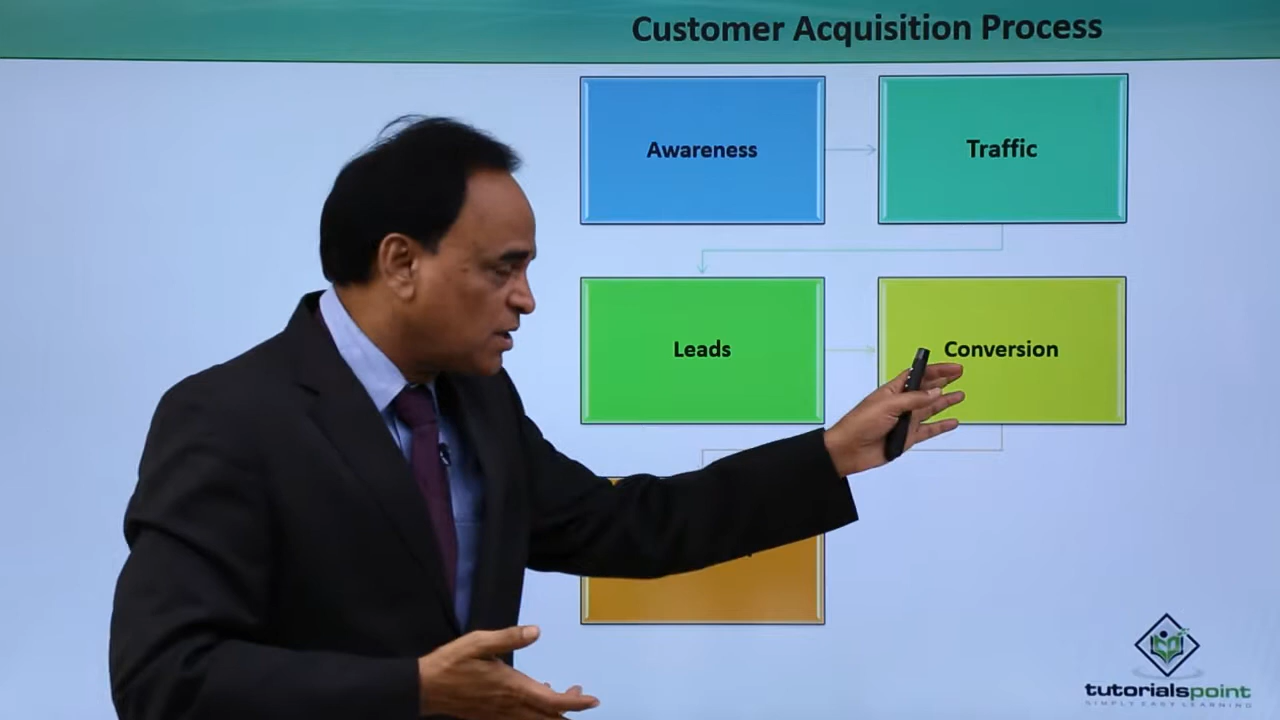 Customer Acquisition Process
Awareness
Traffic
Leads
Conversion
tutorialspoint
SIMPLY EASY LEARNING